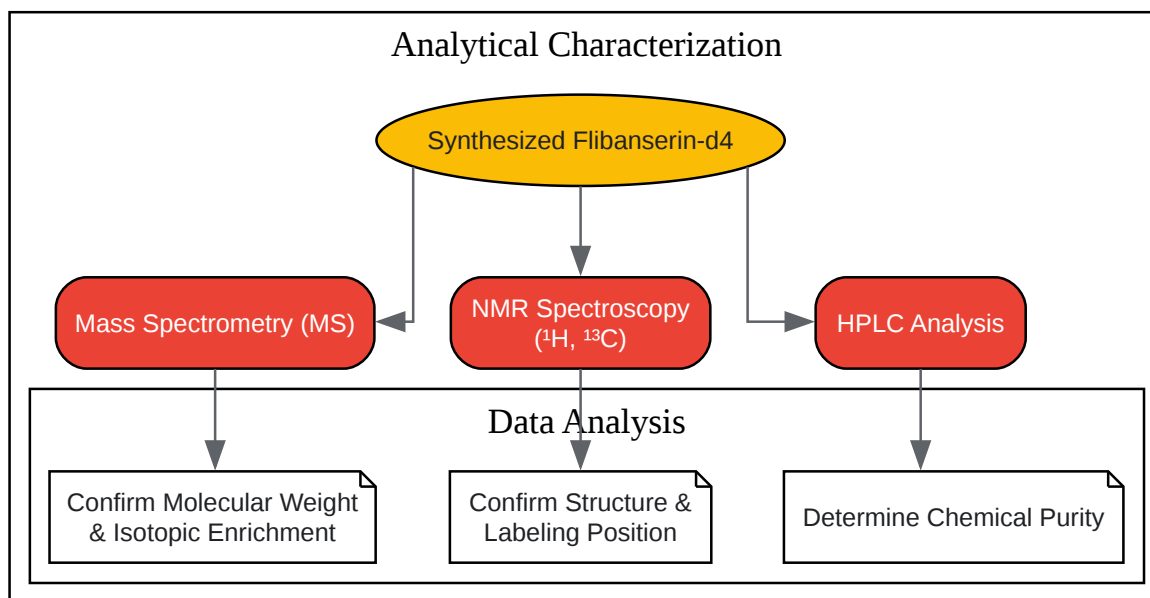 Analytical Characterization
Synthesized Flibanserin-d4
Mass Spectrometry (MS)
NMR Spectroscopy
(¹H, ¹³C)
HPLC Analysis
Data Analysis
Confirm Molecular Weight
& Isotopic Enrichment
Confirm Structure &
Labeling Position
Determine Chemical Purity